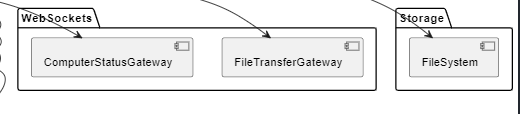 WebSockets
Storage
ComputerStatusGateway
FileTransferGateway
FileSystem